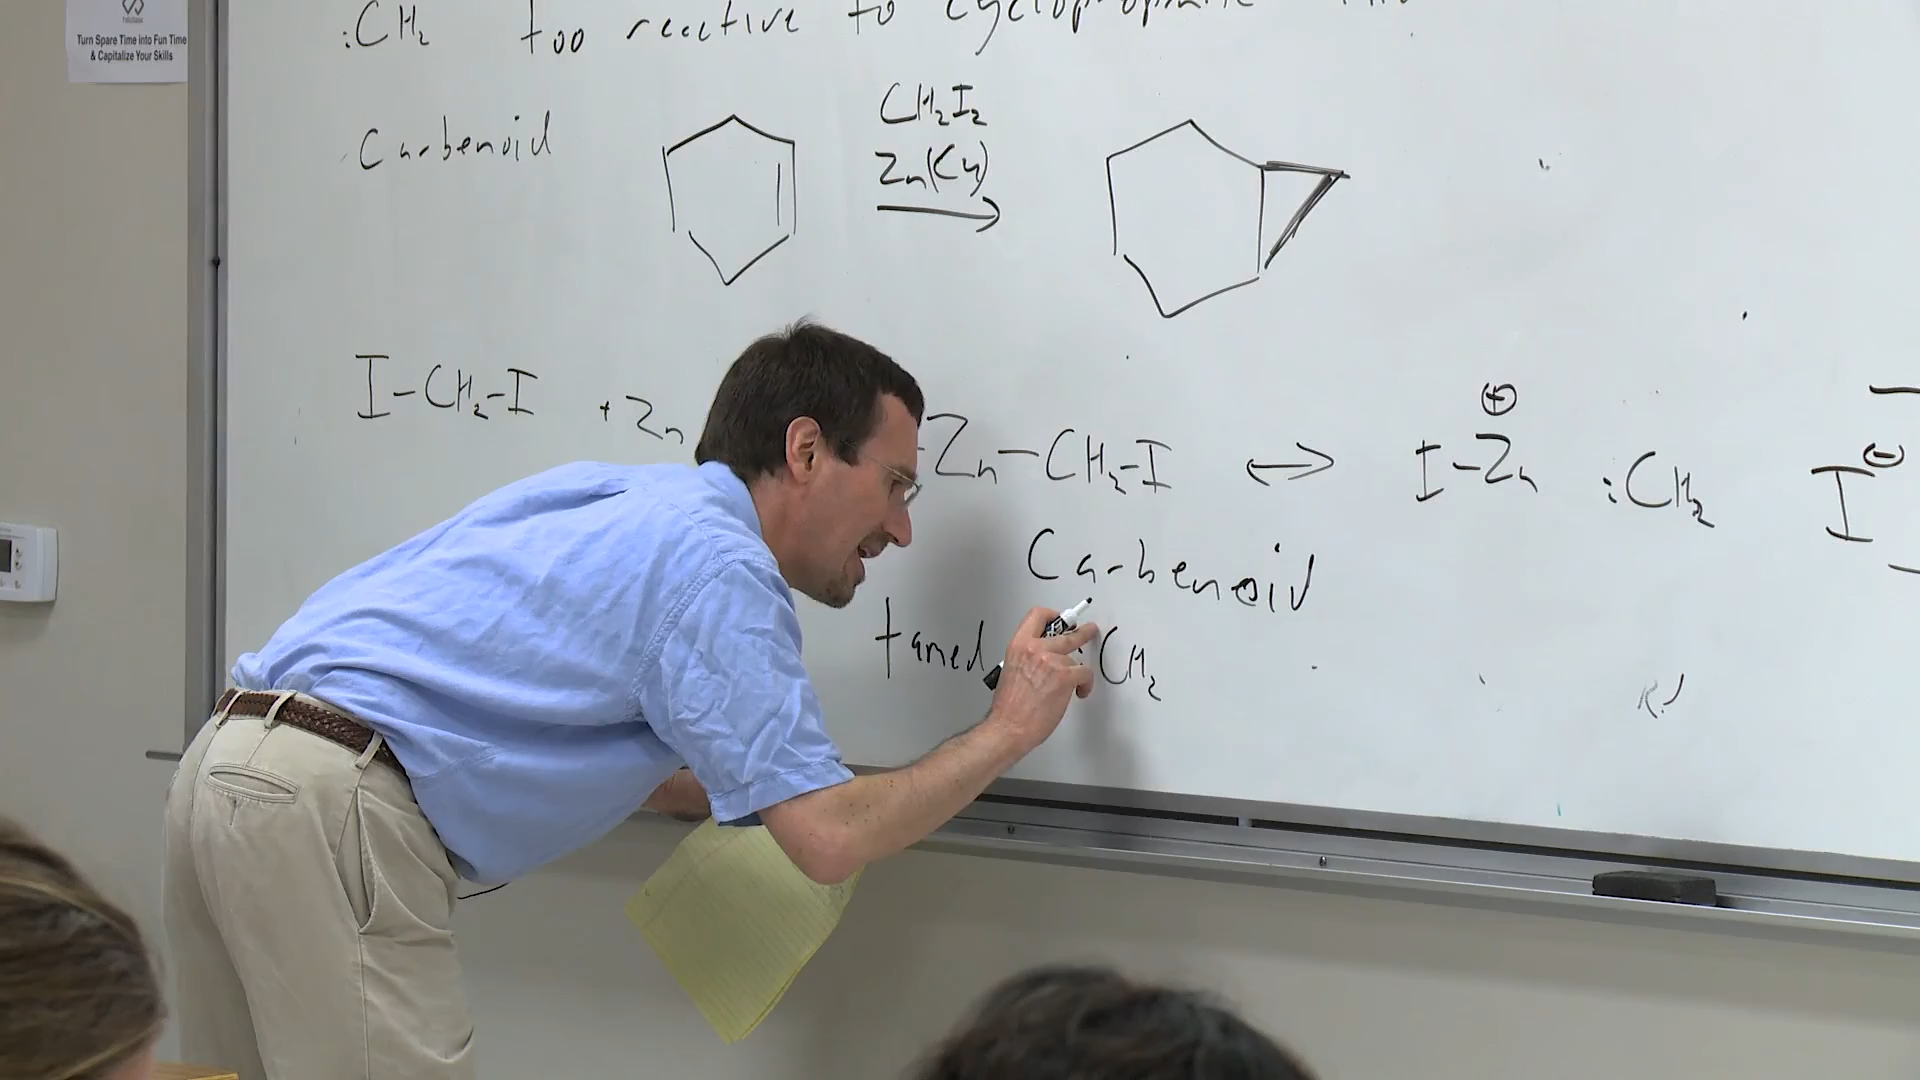 Turn Spare Time into Fun Time
& Capitalize Your Skills
:CH₂ too reactive to cyclopropanate
Carbenoid
CH₂I₂
Zn(Cu)
I-CH₂-I + Zn
Zn-CH₂-I ↔ I-Zn⊕ :CH₂ I⊖
Carbenoid
tamed :CH₂